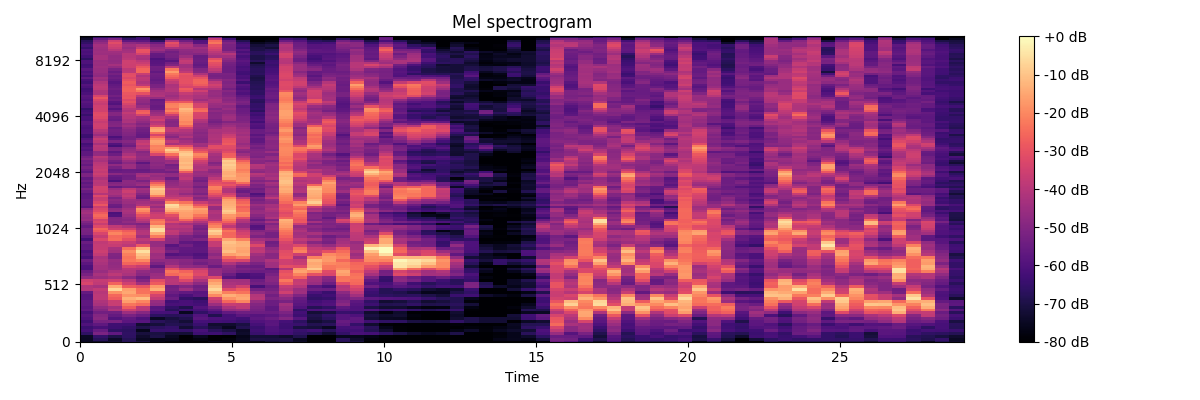 Mel spectrogram
Hz
8192
4096
2048
1024
512
0
0 5 10 15 20 25
Time
+0 dB
-10 dB
-20 dB
-30 dB
-40 dB
-50 dB
-60 dB
-70 dB
-80 dB